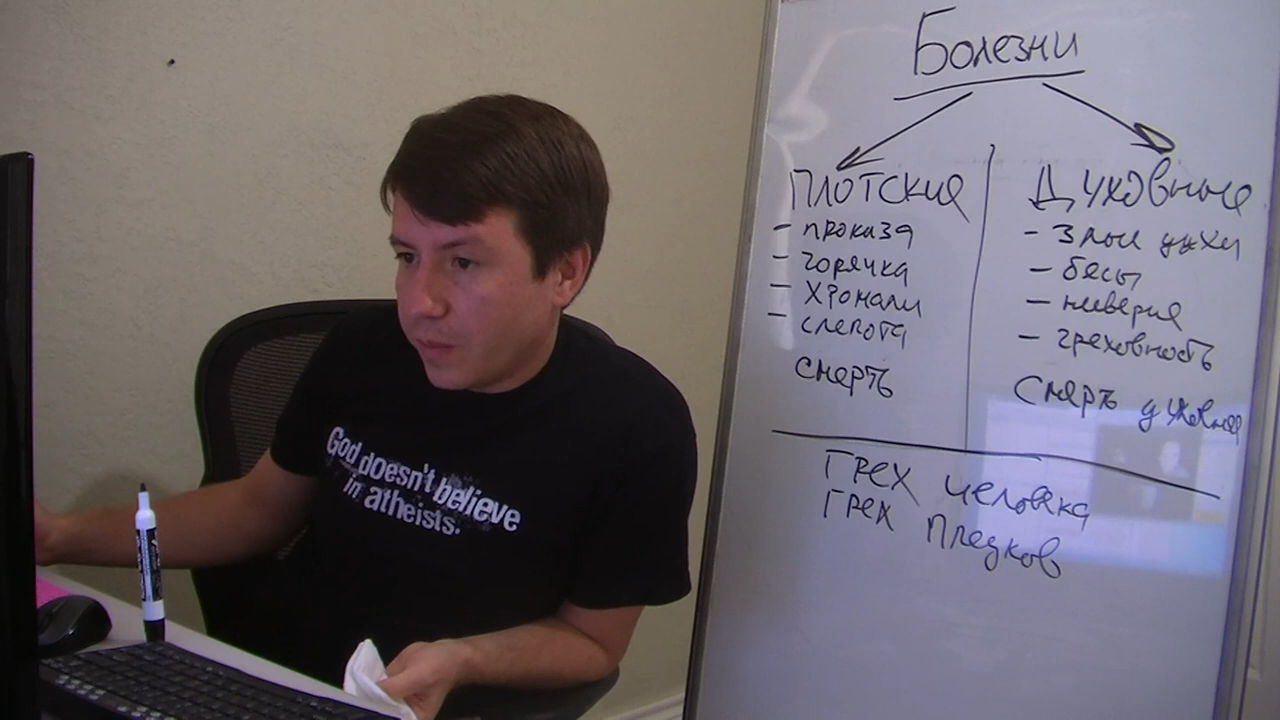 God doesn't believe
in atheists.
Болезни
Плотские
- проказа
- горячка
- хромали
- слепота
смерть
Духовные
- злые духи
- бесы
- неверие
- греховность
Смерть духовная
Грех человека
Грех предков